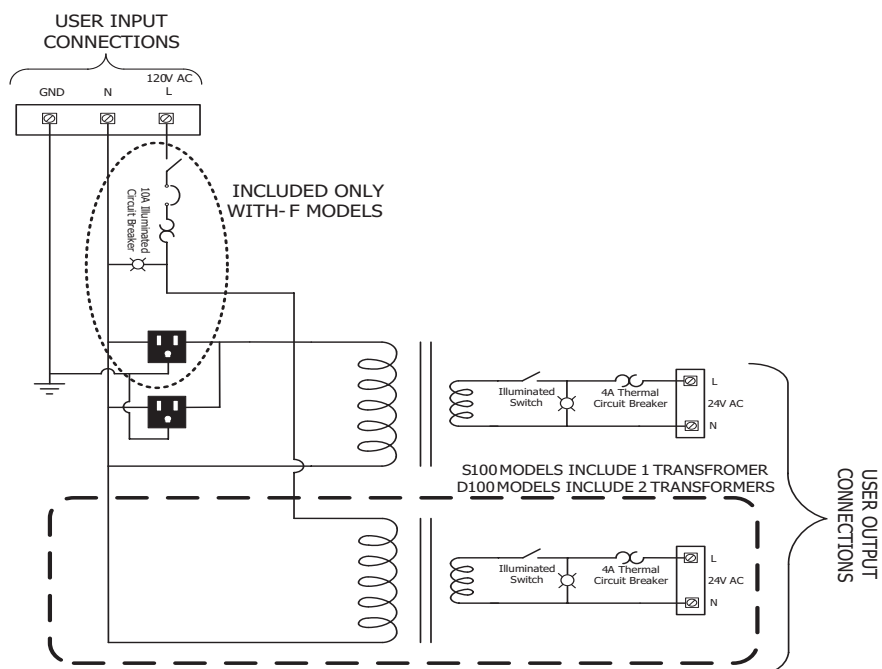 USER INPUT
CONNECTIONS
120V AC
GND
N
L
10A Illuminated
Circuit Breaker
INCLUDED ONLY
WITH-F MODELS
Illuminated
Switch
4A Thermal
Circuit Breaker
L
24V AC
N
S100 MODELS INCLUDE 1 TRANSFROMER
D100 MODELS INCLUDE 2 TRANSFORMERS
Illuminated
Switch
4A Thermal
Circuit Breaker
L
24V AC
N
USER OUTPUT
CONNECTIONS